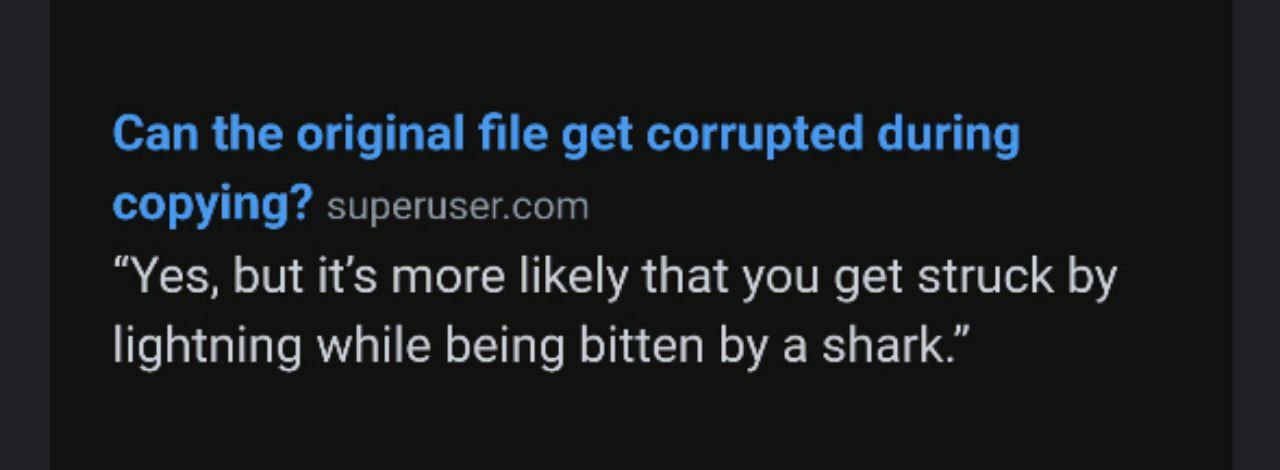 Can the original file get corrupted during
copying? superuser.com
“Yes, but it’s more likely that you get struck by
lightning while being bitten by a shark.”